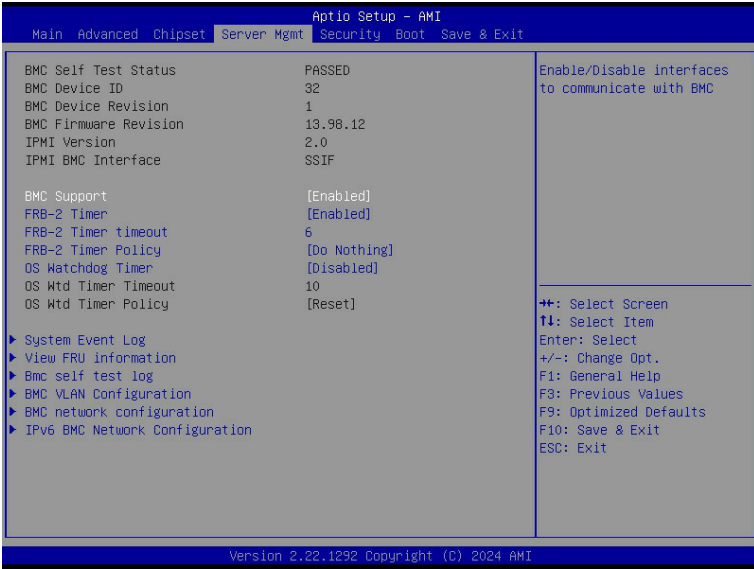 Aptio Setup – AMI
Main Advanced Chipset Server Mgmt Security Boot Save & Exit
BMC Self Test Status PASSED
BMC Device ID 32
BMC Device Revision 1
BMC Firmware Revision 13.98.12
IPMI Version 2.0
IPMI BMC Interface SSIF
BMC Support [Enabled]
FRB-2 Timer [Enabled]
FRB-2 Timer timeout 6
FRB-2 Timer Policy [Do Nothing]
OS Watchdog Timer [Disabled]
OS Wtd Timer Timeout 10
OS Wtd Timer Policy [Reset]
System Event Log
View FRU information
Bmc self test log
BMC VLAN Configuration
BMC network configuration
IPv6 BMC Network Configuration
Enable/Disable interfaces
to communicate with BMC
→←: Select Screen
↑↓: Select Item
Enter: Select
+/-: Change Opt.
F1: General Help
F3: Previous Values
F9: Optimized Defaults
F10: Save & Exit
ESC: Exit
Version 2.22.1292 Copyright (C) 2024 AMI